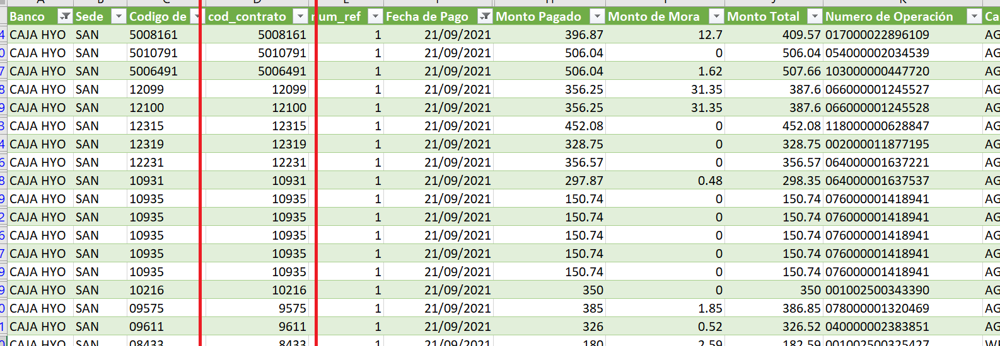 Banco Sede Codigo de cod_contrato num_ref Fecha de Pago Monto Pagado Monto de Mora Monto Total Numero de Operación Ca
4 CAJA HYO SAN 5008161 5008161 1 21/09/2021 396.87 12.7 409.57 017000022896109 AG
0 CAJA HYO SAN 5010791 5010791 1 21/09/2021 506.04 0 506.04 054000002034539 AG
7 CAJA HYO SAN 5006491 5006491 1 21/09/2021 506.04 1.62 507.66 103000000447720 AG
8 CAJA HYO SAN 12099 12099 1 21/09/2021 356.25 31.35 387.6 066000001245527 AG
9 CAJA HYO SAN 12100 12100 1 21/09/2021 356.25 31.35 387.6 066000001245528 AG
3 CAJA HYO SAN 12315 12315 1 21/09/2021 452.08 0 452.08 118000000628847 AG
4 CAJA HYO SAN 12319 12319 1 21/09/2021 328.75 0 328.75 002000011877195 AG
6 CAJA HYO SAN 12231 12231 1 21/09/2021 356.57 0 356.57 064000001637221 AG
8 CAJA HYO SAN 10931 10931 1 21/09/2021 297.87 0.48 298.35 064000001637537 AG
9 CAJA HYO SAN 10935 10935 1 21/09/2021 150.74 0 150.74 076000001418941 AG
2 CAJA HYO SAN 10935 10935 1 21/09/2021 150.74 0 150.74 076000001418941 AG
6 CAJA HYO SAN 10935 10935 1 21/09/2021 150.74 0 150.74 076000001418941 AG
7 CAJA HYO SAN 10935 10935 1 21/09/2021 150.74 0 150.74 076000001418941 AG
9 CAJA HYO SAN 10935 10935 1 21/09/2021 150.74 0 150.74 076000001418941 AG
9 CAJA HYO SAN 10216 10216 1 21/09/2021 350 0 350 001002500343390 AG
0 CAJA HYO SAN 09575 9575 1 21/09/2021 385 1.85 386.85 078000001320469 AG
1 CAJA HYO SAN 09611 9611 1 21/09/2021 326 0.52 326.52 040000002383851 AG
0 CAJA HYO SAN 08433 8433 1 21/09/2021 180 2.59 182.59 001002500325427 WE